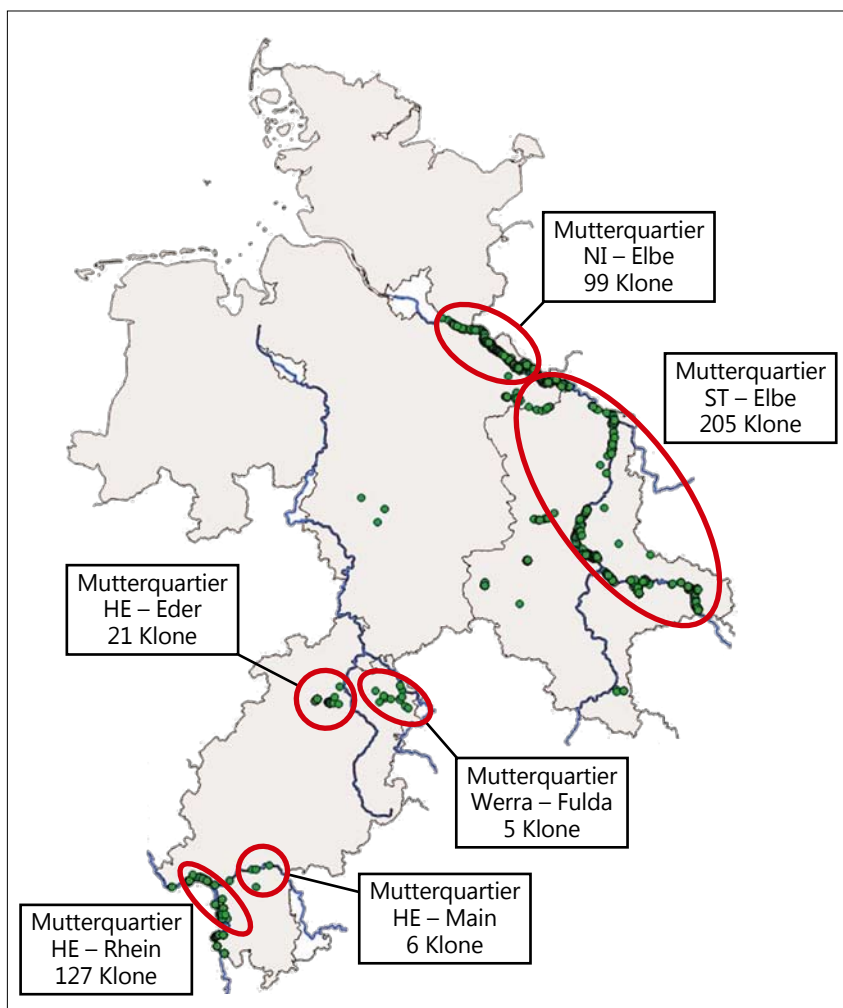 Mutterquartier
NI – Elbe
99 Klone
Mutterquartier
ST – Elbe
205 Klone
Mutterquartier
HE – Eder
21 Klone
Mutterquartier
Werra – Fulda
5 Klone
Mutterquartier
HE – Main
6 Klone
Mutterquartier
HE – Rhein
127 Klone